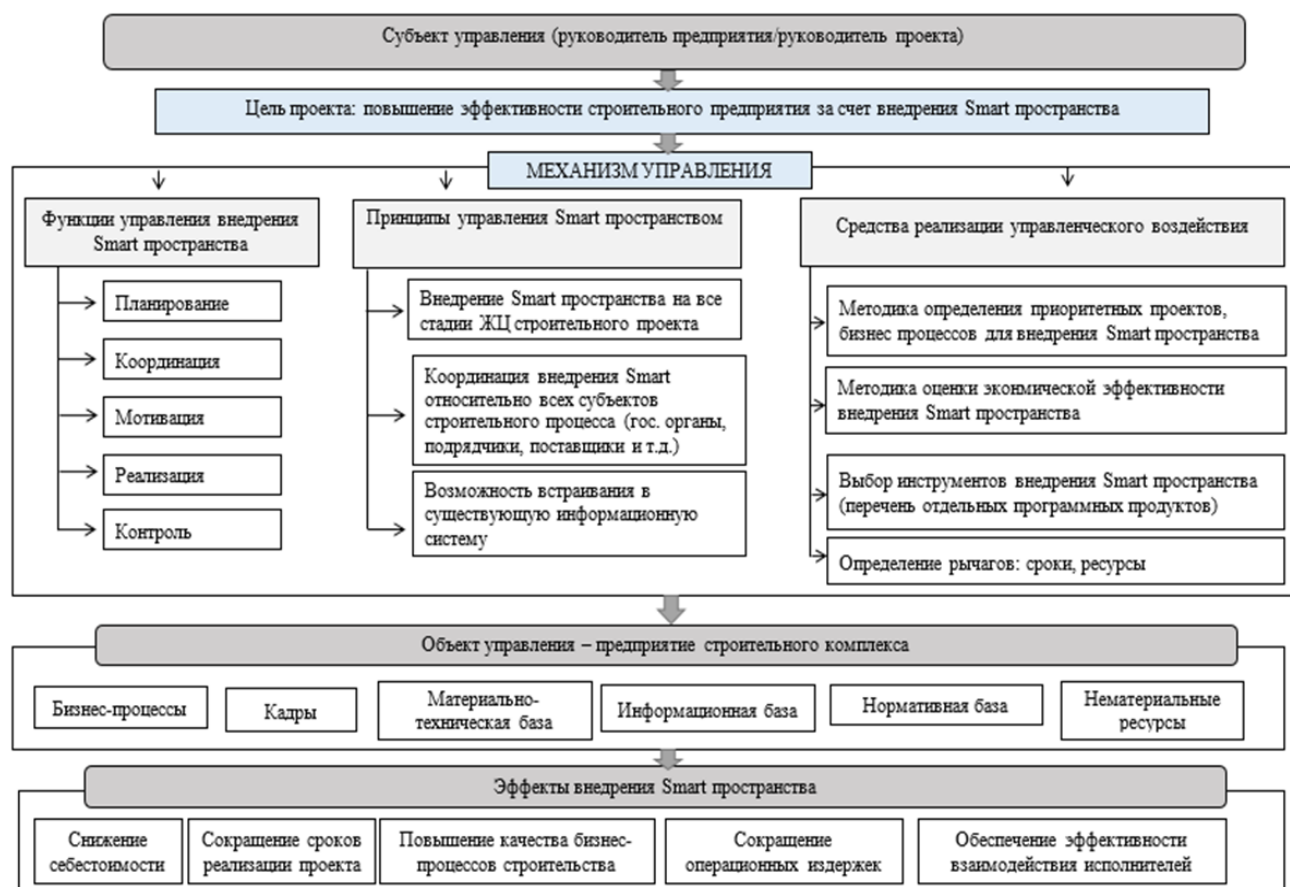 Субъект управления (руководитель предприятия/руководитель проекта)
Цель проекта: повышение эффективности строительного предприятия за счет внедрения Smart пространства
МЕХАНИЗМ УПРАВЛЕНИЯ
Функции управления внедрения
Smart пространства
Планирование
Координация
Мотивация
Реализация
Контроль
Принципы управления Smart пространством
Внедрение Smart пространства на все
стадии ЖЦ строительного проекта
Координация внедрения Smart
относительно всех субъектов
строительного процесса (гос. органы,
подрядчики, поставщики и т.д.)
Возможность встраивания в
существующую информационную
систему
Средства реализации управленческого воздействия
Методика определения приоритетных проектов,
бизнес процессов для внедрения Smart пространства
Методика оценки эконмической эффективности
внедрения Smart пространства
Выбор инструментов внедрения Smart пространства
(перечень отдельных программных продуктов)
Определение рычагов: сроки, ресурсы
Объект управления – предприятие строительного комплекса
Бизнес-процессы
Кадры
Материально-
техническая база
Информационная база
Нормативная база
Нематериальные
ресурсы
Эффекты внедрения Smart пространства
Снижение
себестоимости
Сокращение сроков
реализации проекта
Повышение качества бизнес-
процессов строительства
Сокращение
операционных издержек
Обеспечение эффективности
взаимодействия исполнителей